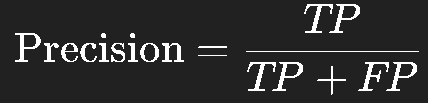 Precision = TP / TP + FP